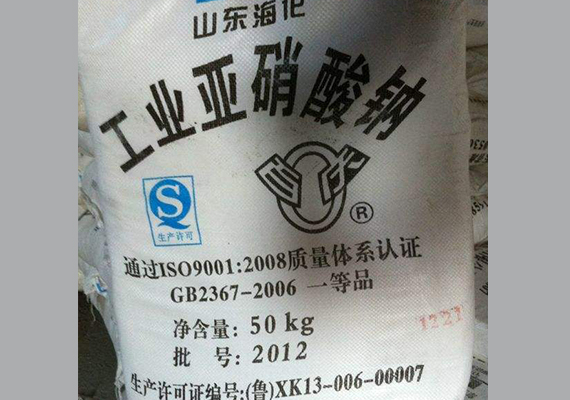 山东海化
工业亚硝酸钠
生产许可
®
通过ISO9001:2008质量体系认证
GB2367-2006 一等品
净含量: 50 kg
1221
批 号: 2012
生产许可证编号:(鲁)XK13-006-00007